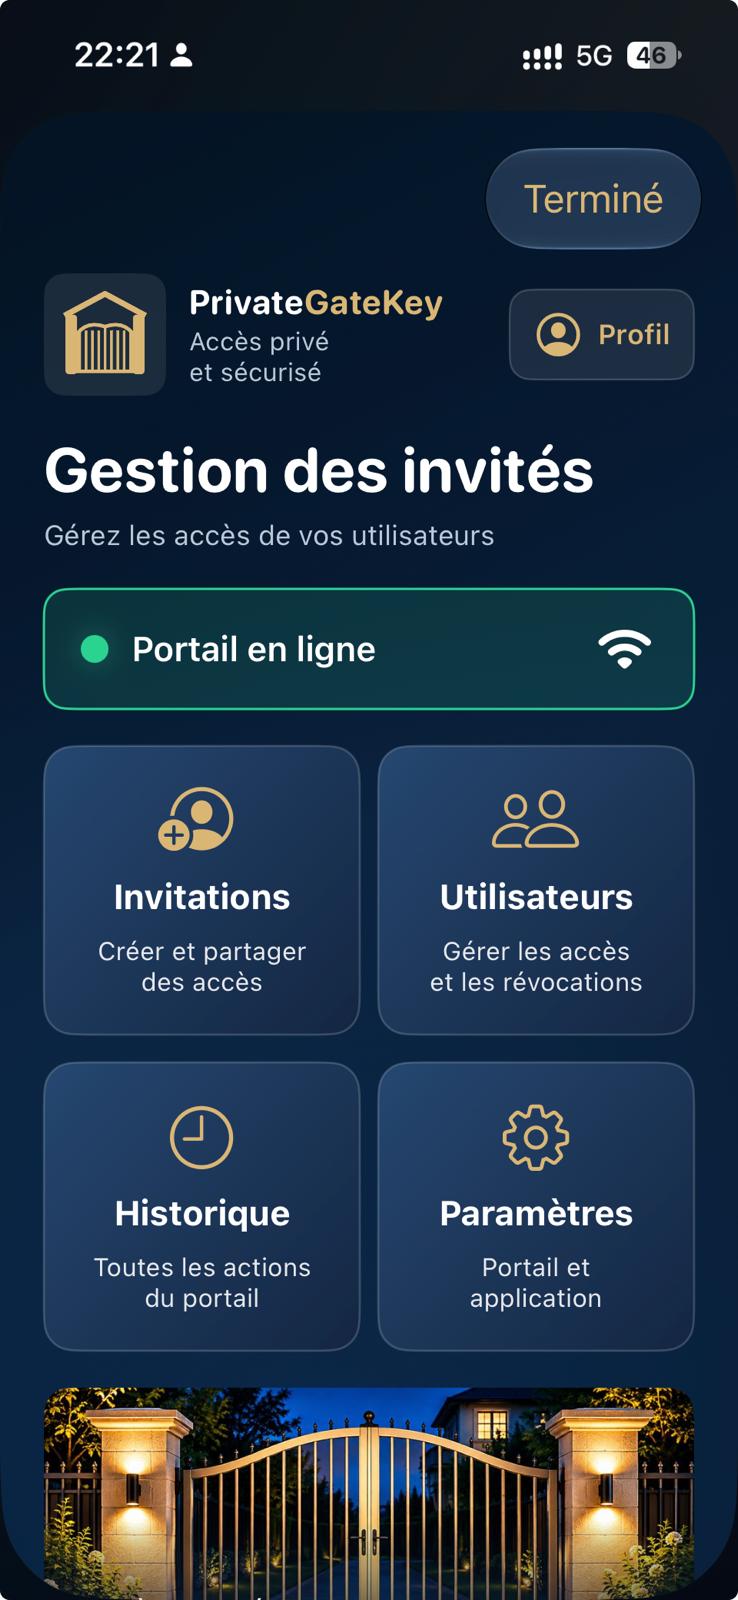 22:21
5G 46
Terminé
PrivateGateKey
Accès privé
et sécurisé
Profil
Gestion des invités
Gérez les accès de vos utilisateurs
Portail en ligne
Invitations
Créer et partager
des accès
Utilisateurs
Gérer les accès
et les révocations
Historique
Toutes les actions
du portail
Paramètres
Portail et
application